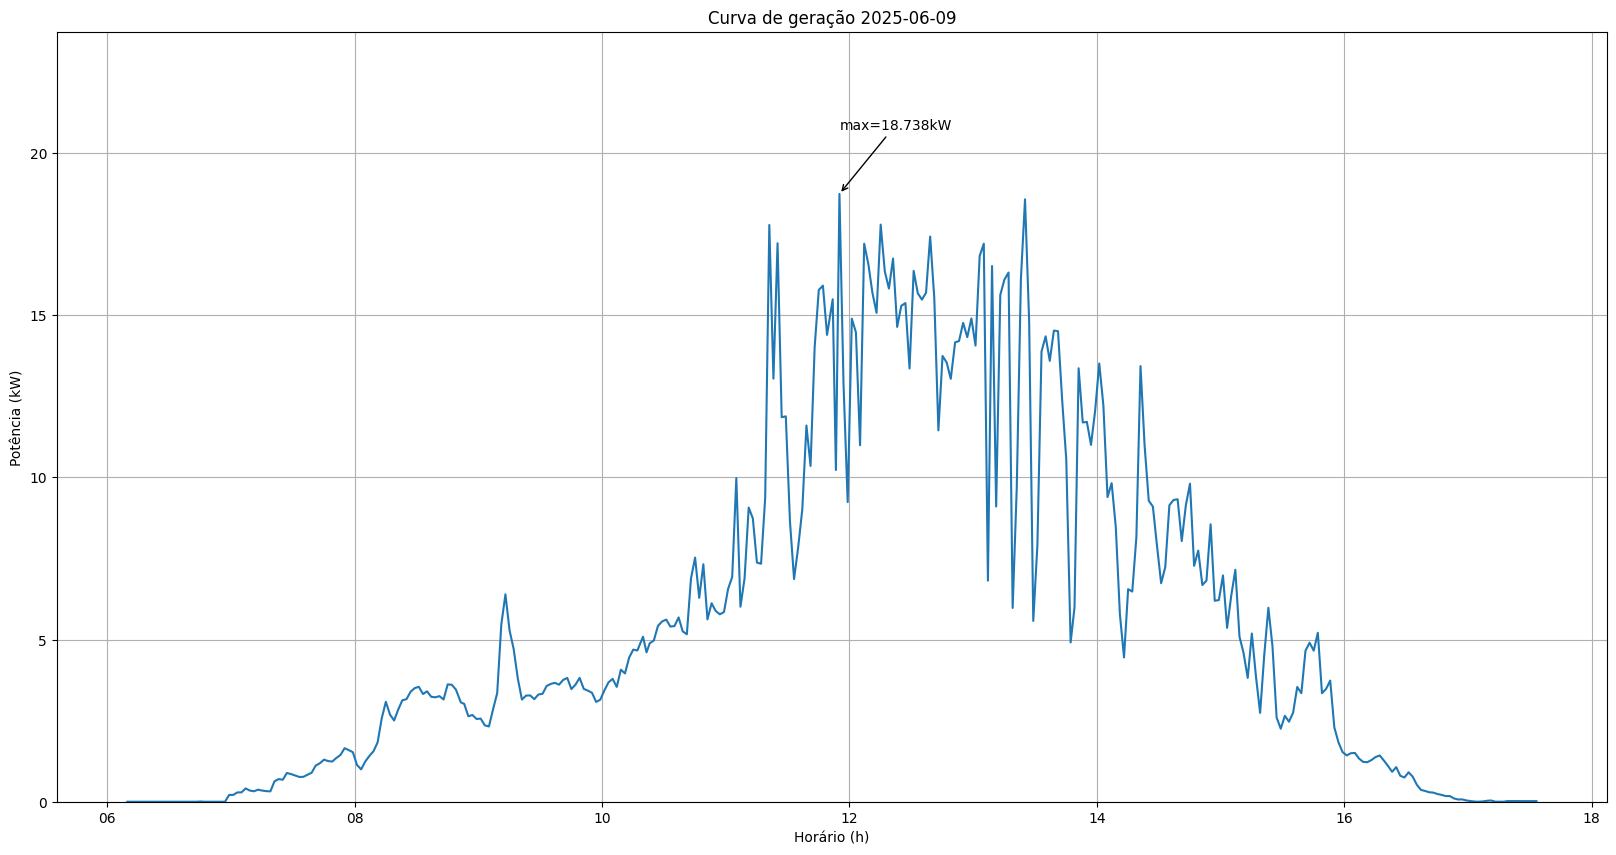 Curva de geração 2025-06-09
max=18.738kW
20
15
10
5
0
Potência (kW)
06 08 10 12 14 16 18
Horário (h)